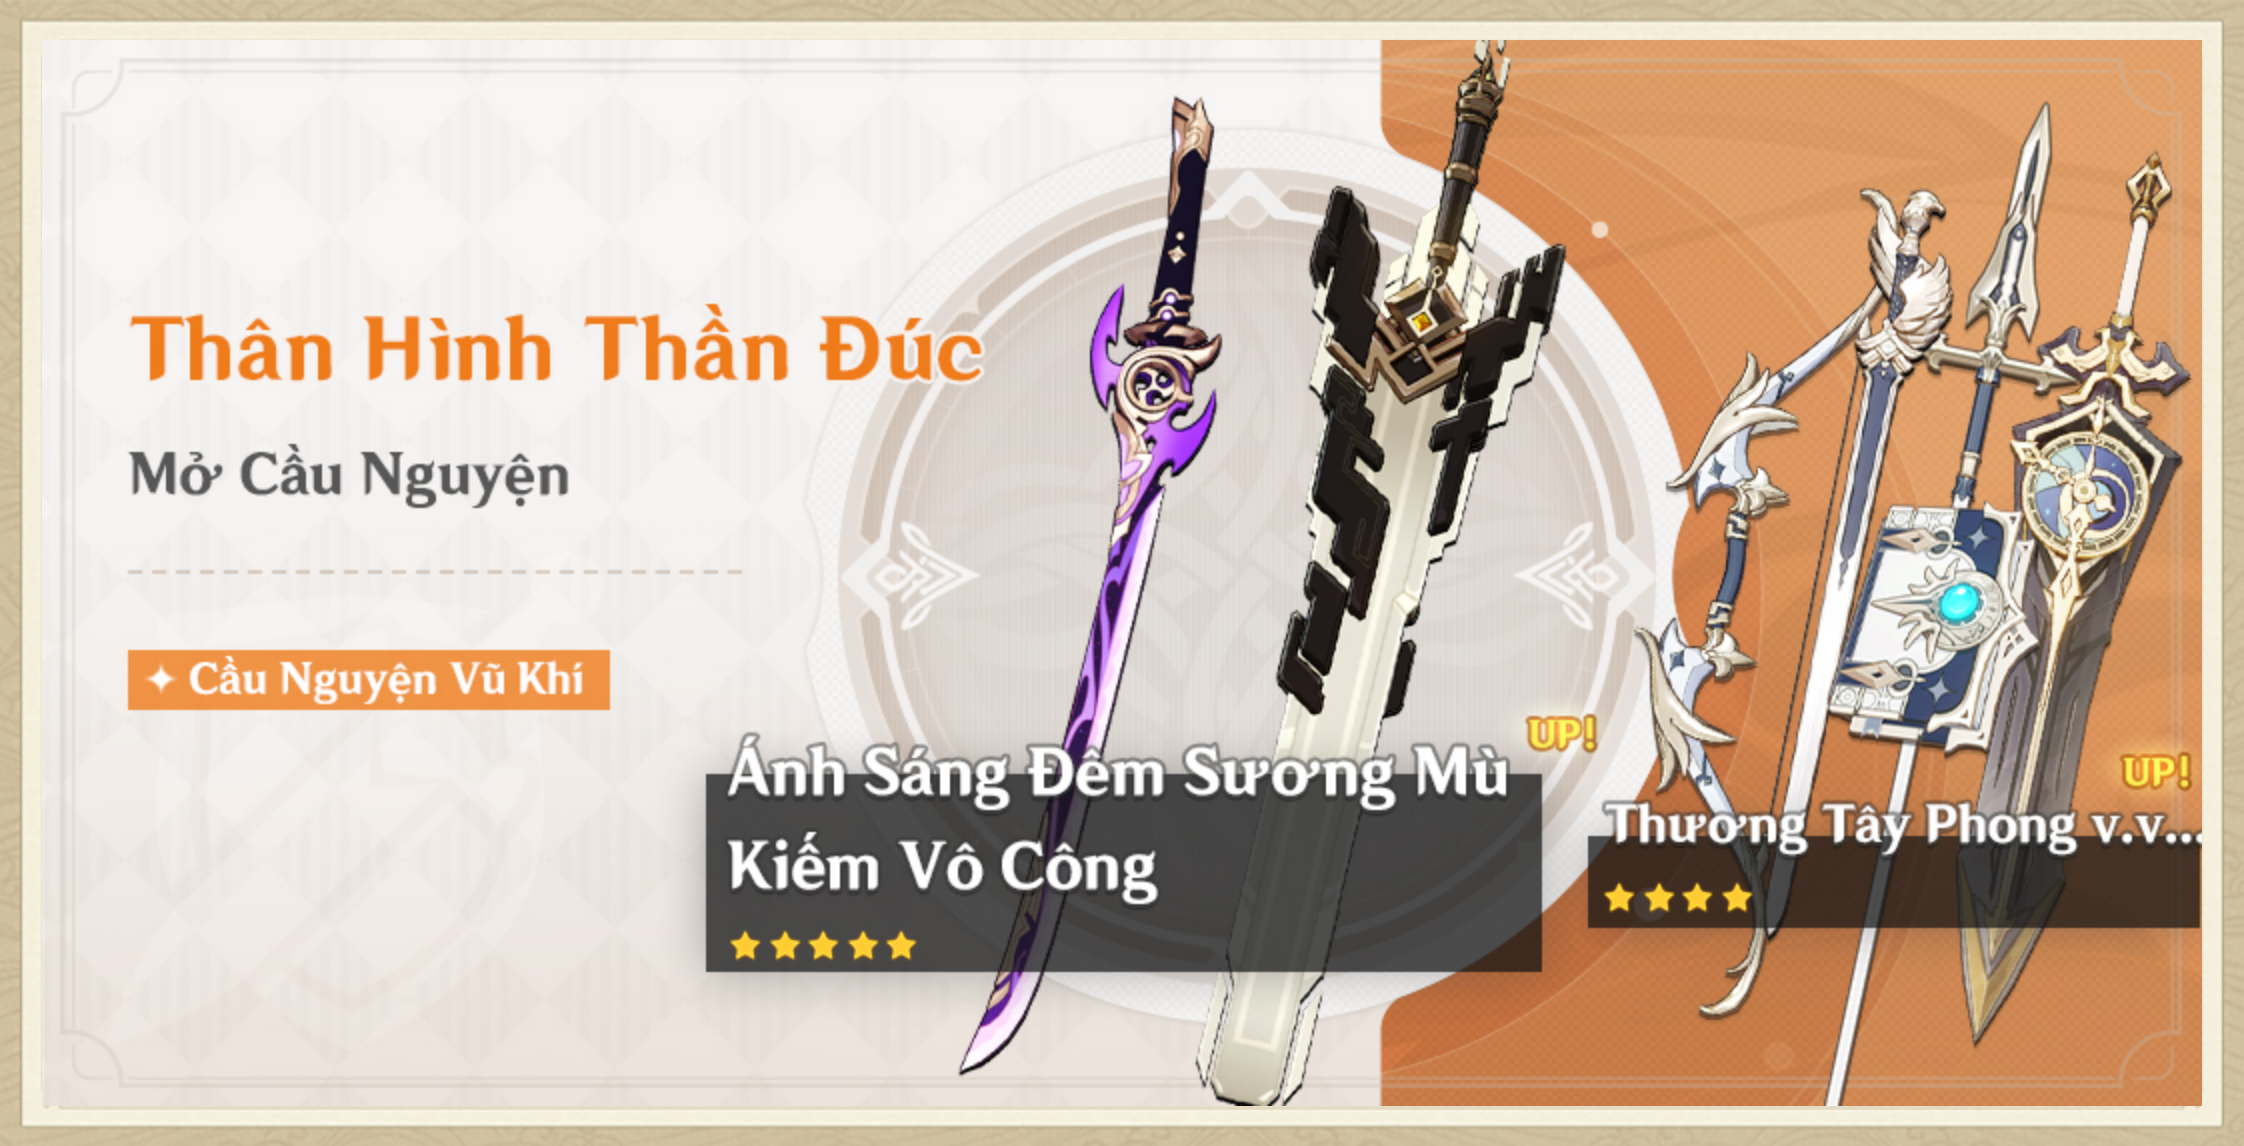 Thân Hình Thần Đúc
Mở Cầu Nguyện
Cầu Nguyện Vũ Khí
UP!
Ánh Sáng Đêm Sương Mù
Kiếm Vô Công
UP!
Thương Tây Phong v.v...